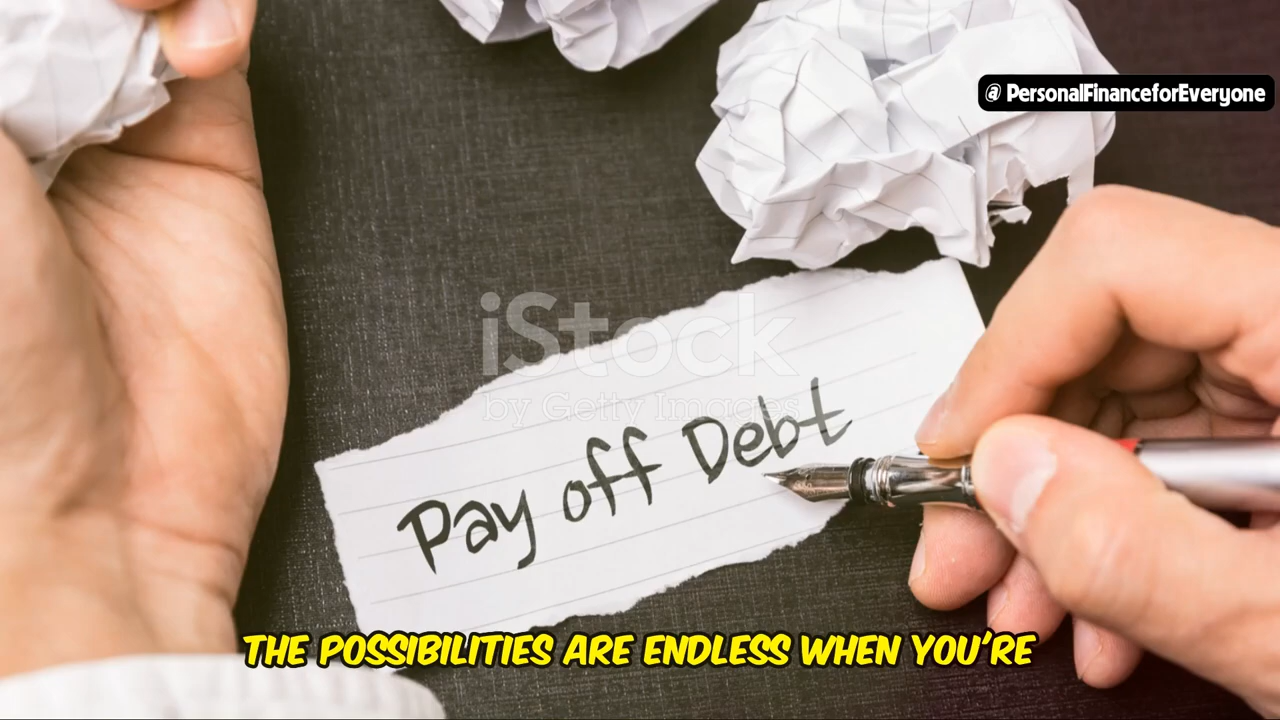 @ PersonalFinanceforEveryone
iStock
by Getty Images
Pay off Debt
THE POSSIBILITIES ARE ENDLESS WHEN YOU'RE